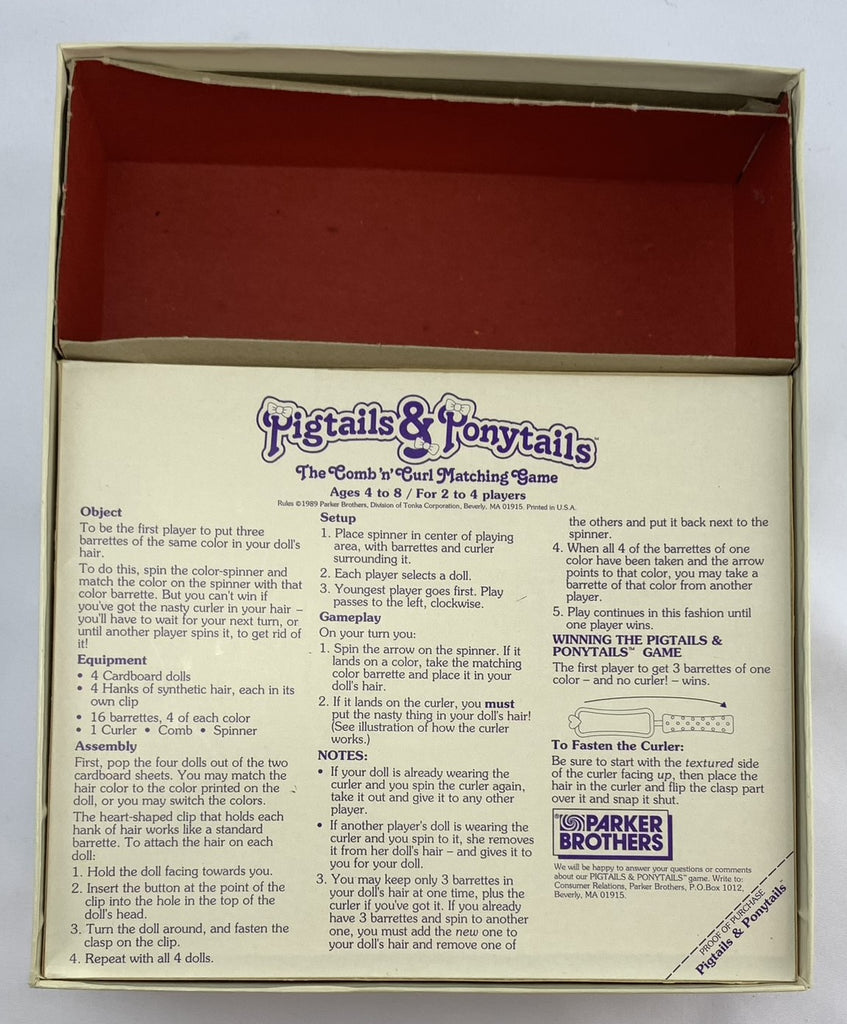 Pigtails & Ponytails™
The Comb 'n' Curl Matching Game
Ages 4 to 8 / For 2 to 4 players
Rules ©1989 Parker Brothers, Division of Tonka Corporation, Beverly, MA 01915. Printed in U.S.A.
Object
To be the first player to put three
barrettes of the same color in your doll's
hair.
To do this, spin the color-spinner and
match the color on the spinner with that
color barrette. But you can't win if
you've got the nasty curler in your hair –
you'll have to wait for your next turn, or
until another player spins it, to get rid of
it!
Equipment
• 4 Cardboard dolls
• 4 Hanks of synthetic hair, each in its
own clip
• 16 barrettes, 4 of each color
• 1 Curler • Comb • Spinner
Assembly
First, pop the four dolls out of the two
cardboard sheets. You may match the
hair color to the color printed on the
doll, or you may switch the colors.
The heart-shaped clip that holds each
hank of hair works like a standard
barrette. To attach the hair on each
doll:
1. Hold the doll facing towards you.
2. Insert the button at the point of the
clip into the hole in the top of the
doll's head.
3. Turn the doll around, and fasten the
clasp on the clip.
4. Repeat with all 4 dolls.
Setup
1. Place spinner in center of playing
area, with barrettes and curler
surrounding it.
2. Each player selects a doll.
3. Youngest player goes first. Play
passes to the left, clockwise.
Gameplay
On your turn you:
1. Spin the arrow on the spinner. If it
lands on a color, take the matching
color barrette and place it in your
doll's hair.
2. If it lands on the curler, you must
put the nasty thing in your doll's hair!
(See illustration of how the curler
works.)
NOTES:
• If your doll is already wearing the
curler and you spin the curler again,
take it out and give it to any other
player.
• If another player's doll is wearing the
curler and you spin to it, she removes
it from her doll's hair – and gives it to
you for your doll.
3. You may keep only 3 barrettes in
your doll's hair at one time, plus the
curler if you've got it. If you already
have 3 barrettes and spin to another
one, you must add the new one to
your doll's hair and remove one of
the others and put it back next to the
spinner.
4. When all 4 of the barrettes of one
color have been taken and the arrow
points to that color, you may take a
barrette of that color from another
player.
5. Play continues in this fashion until
one player wins.
WINNING THE PIGTAILS &
PONYTAILS™ GAME
The first player to get 3 barrettes of one
color – and no curler! – wins.
To Fasten the Curler:
Be sure to start with the textured side
of the curler facing up, then place the
hair in the curler and flip the clasp part
over it and snap it shut.
PARKER
BROTHERS
We will be happy to answer your questions or comments
about our PIGTAILS & PONYTAILS™ game. Write to:
Consumer Relations, Parker Brothers, P.O.Box 1012,
Beverly, MA 01915.
PROOF OF PURCHASE
Pigtails & Ponytails™